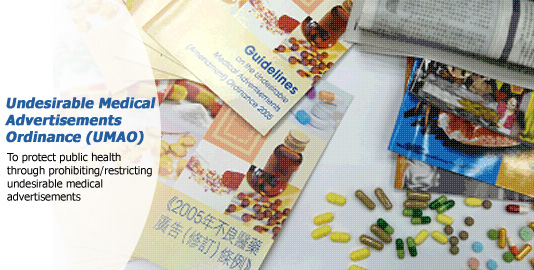 Undesirable Medical
Advertisements
Ordinance (UMAO)
To protect public health
through prohibiting/restricting
undesirable medical
advertisements
Guidelines
on the Undesirable
Medical Advertisements
(Amendment) Ordinance 2005
《2005年不良醫藥
廣告(修訂)條例》